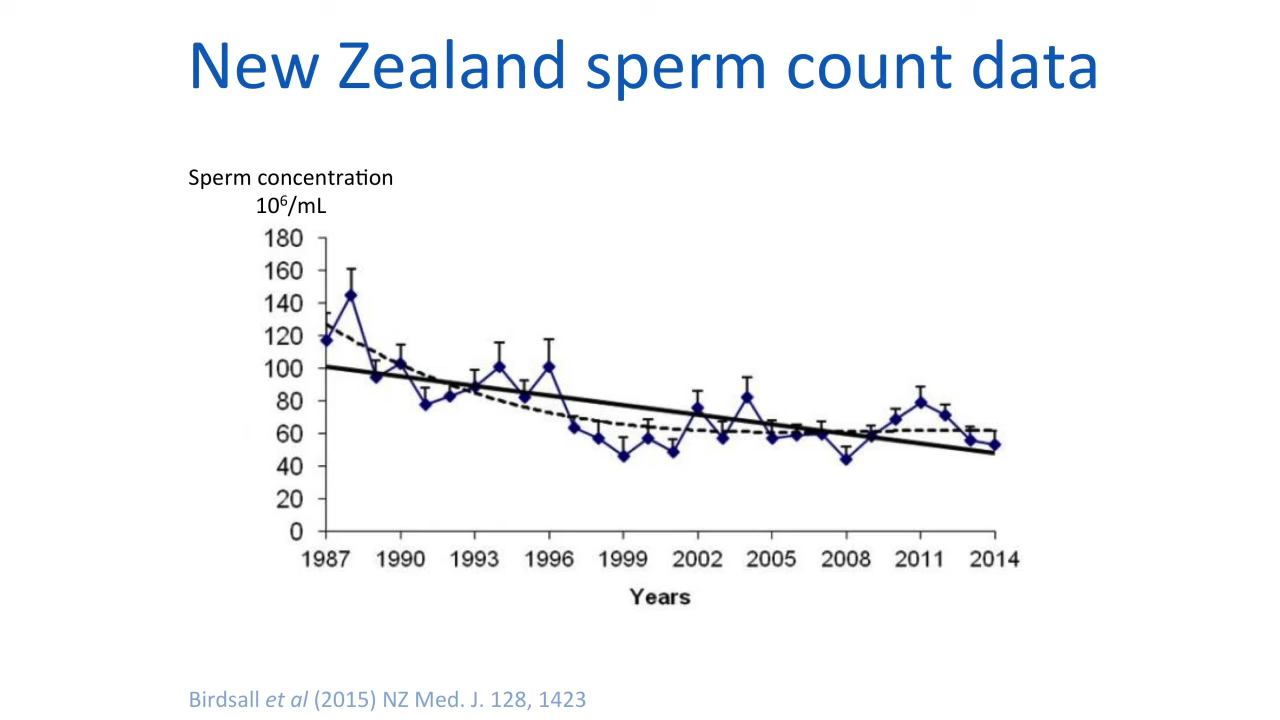 New Zealand sperm count data
Sperm concentration
10⁶/mL
180
160
140
120
100
80
60
40
20
0
1987 1990 1993 1996 1999 2002 2005 2008 2011 2014
Years
Birdsall et al (2015) NZ Med. J. 128, 1423